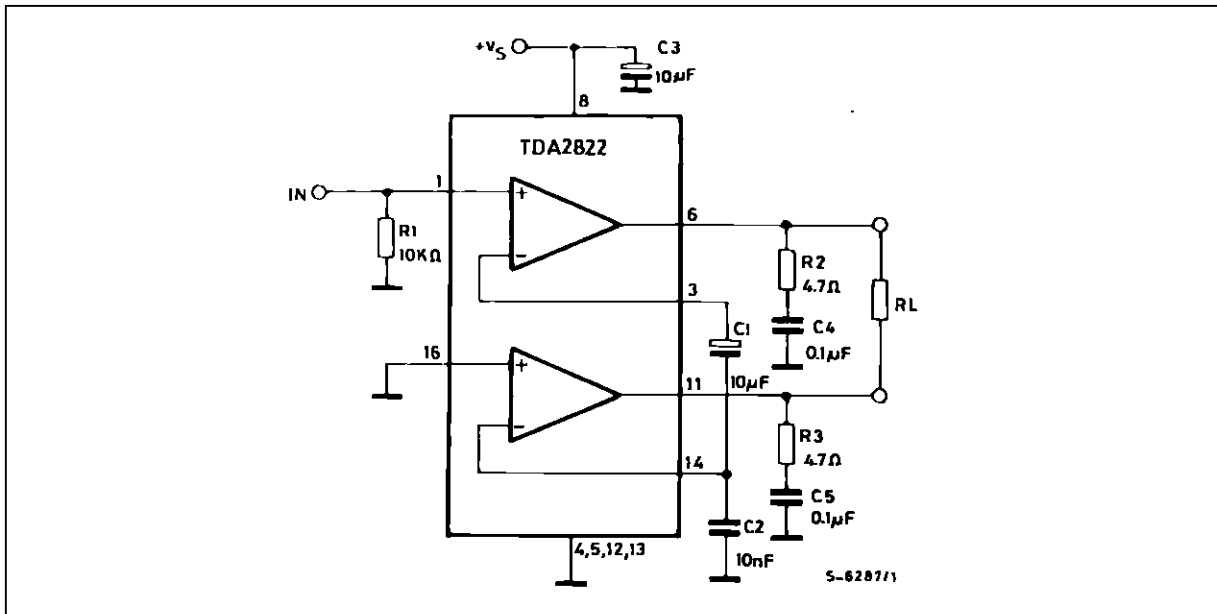 +VS
C3
10µF
8
TDA2822
IN
1
+
R1
10KΩ
−
6
R2
4.7Ω
RL
3
C1
C4
0.1µF
16
+
10µF
11
−
R3
4.7Ω
14
C5
0.1µF
C2
10nF
4,5,12,13
S-6287/1